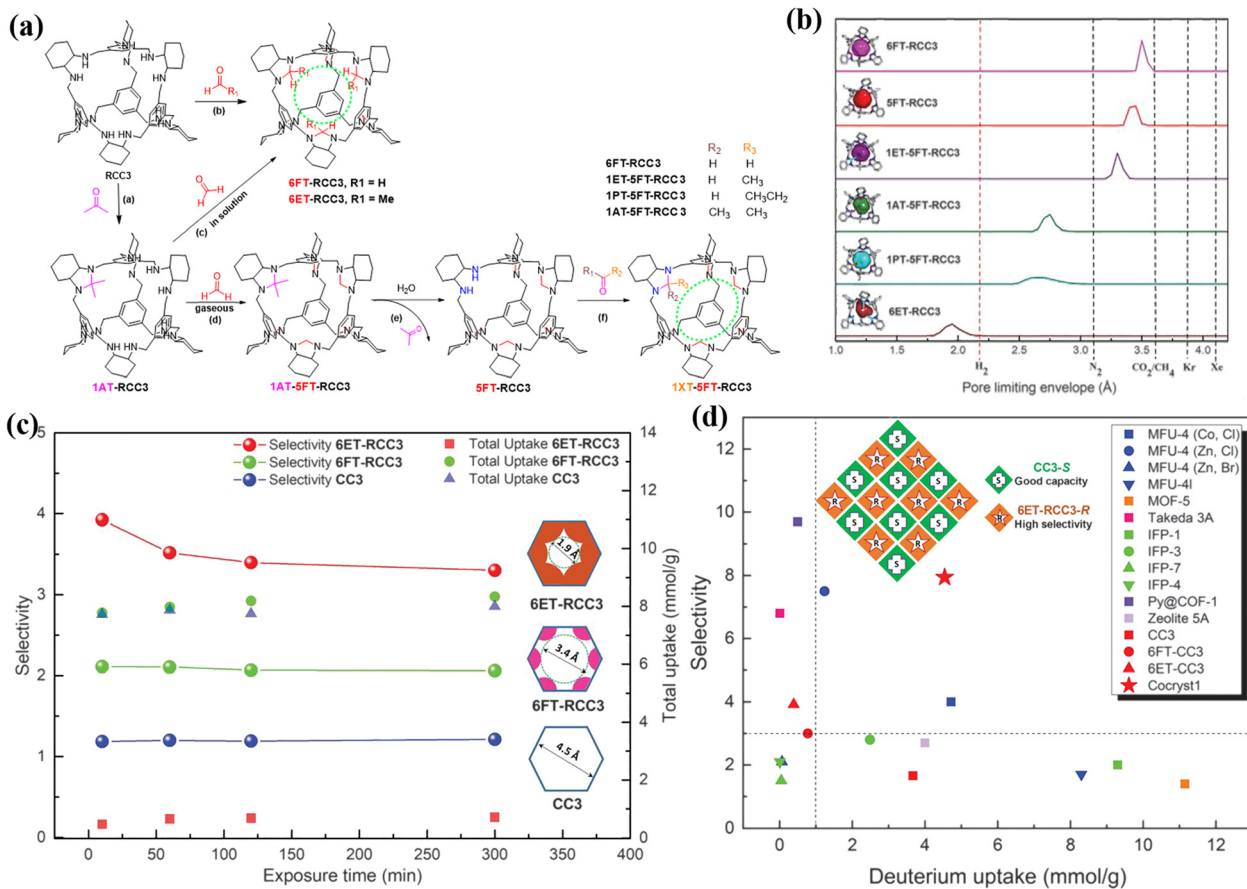 (a)
RCC3
(b)
6FT-RCC3, R1 = H
6ET-RCC3, R1 = Me
(a)
(c) in solution
R2 R3
6FT-RCC3 H H
1ET-5FT-RCC3 H CH3
1PT-5FT-RCC3 H CH3CH2
1AT-5FT-RCC3 CH3 CH3
gaseous
(d)
H2O
(e)
(f)
1AT-RCC3
1AT-5FT-RCC3
5FT-RCC3
1XT-5FT-RCC3
(b)
6FT-RCC3
5FT-RCC3
1ET-5FT-RCC3
1AT-5FT-RCC3
1PT-5FT-RCC3
6ET-RCC3
1.0 1.5 2.0 2.5 3.0 3.5 4.0
H2 N2 CO2/CH4 Kr Xe
Pore limiting envelope (Å)
(c)
Selectivity 6ET-RCC3
Selectivity 6FT-RCC3
Selectivity CC3
Total Uptake 6ET-RCC3
Total Uptake 6FT-RCC3
Total Uptake CC3
5
4
3
2
1
0
Selectivity
14
12
10
8
6
4
2
0
Total uptake (mmol/g)
1.9 Å
6ET-RCC3
3.4 Å
6FT-RCC3
4.5 Å
CC3
0 50 100 150 200 250 300 350 400
Exposure time (min)
(d)
12
10
8
6
4
2
0
Selectivity
CC3-S
Good capacity
6ET-RCC3-R
High selectivity
MFU-4 (Co, Cl)
MFU-4 (Zn, Cl)
MFU-4 (Zn, Br)
MFU-4l
MOF-5
Takeda 3A
IFP-1
IFP-3
IFP-7
IFP-4
Py@COF-1
Zeolite 5A
CC3
6FT-CC3
6ET-CC3
Cocryst1
0 2 4 6 8 10 12
Deuterium uptake (mmol/g)